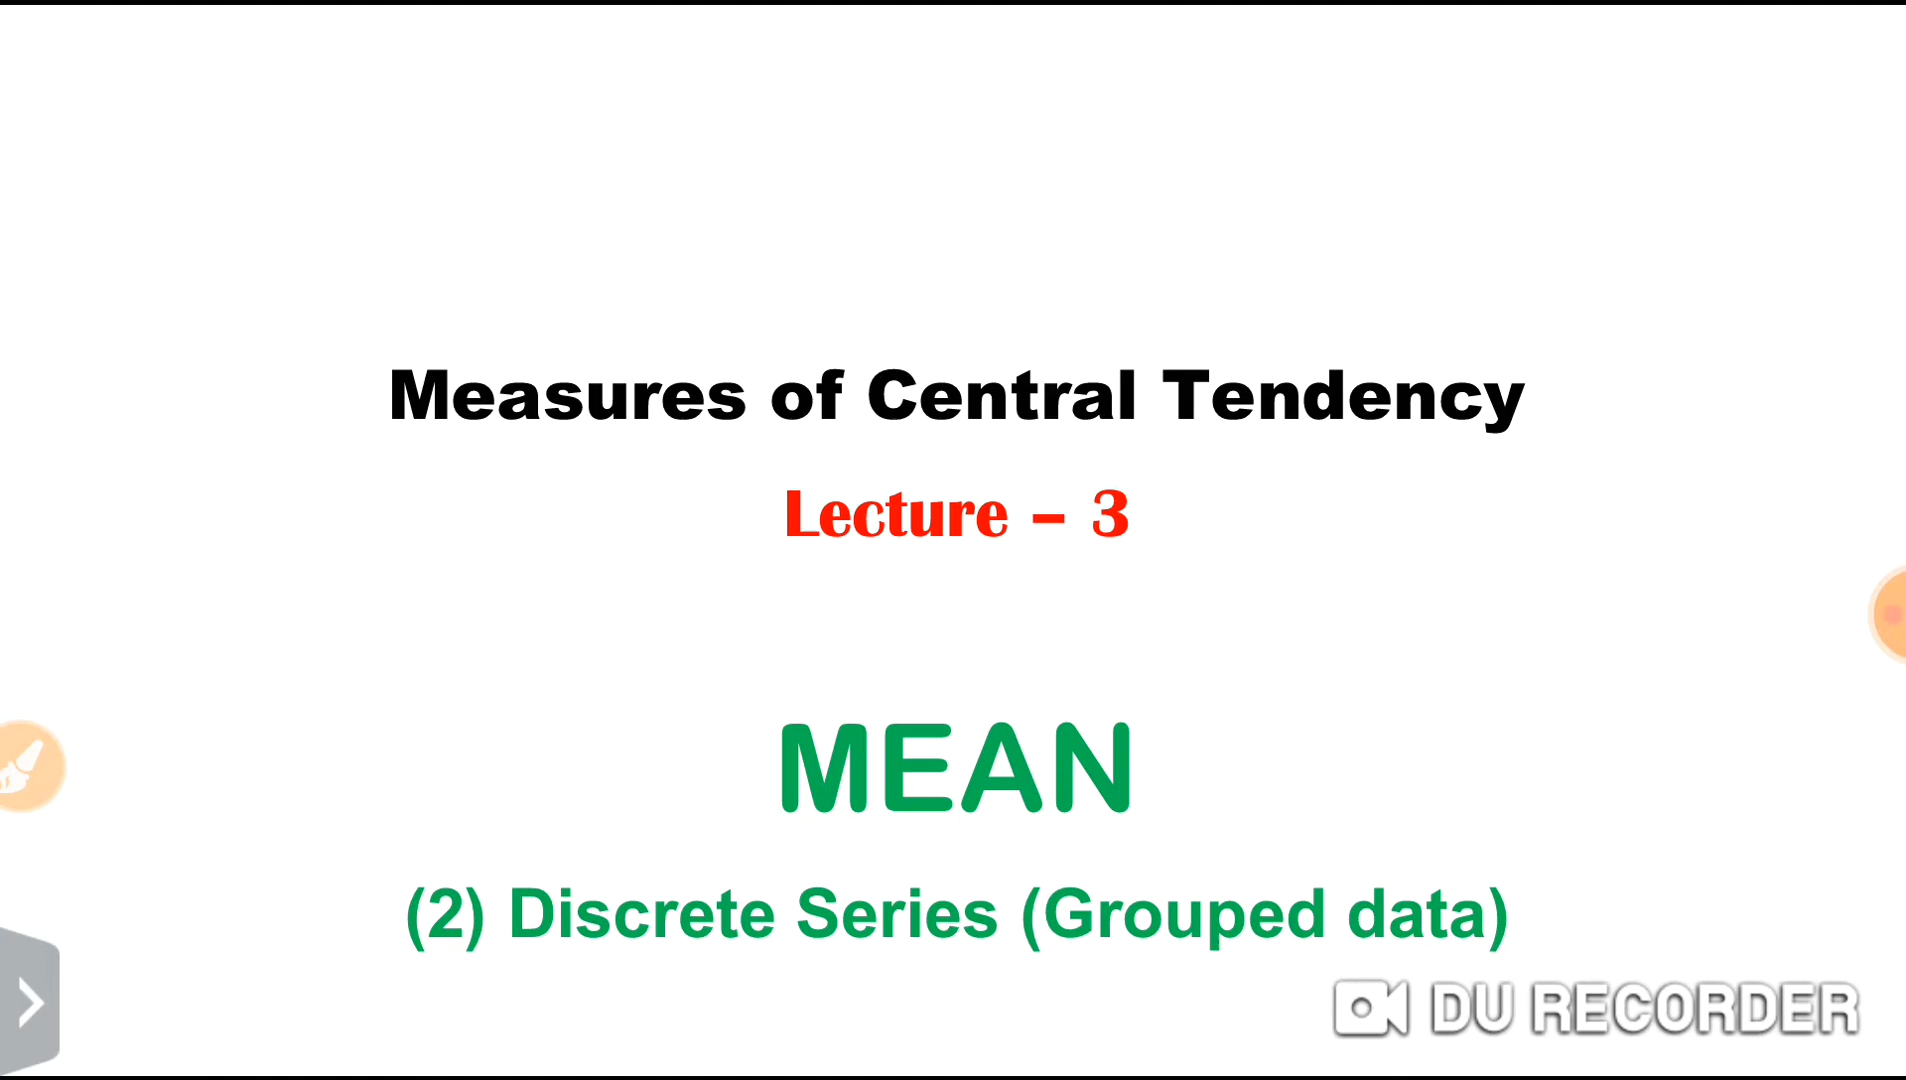 Measures of Central Tendency
Lecture – 3
MEAN
(2) Discrete Series (Grouped data)
DU RECORDER